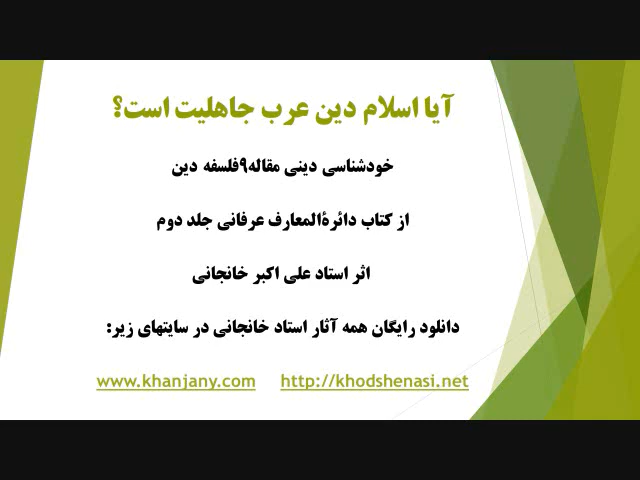 آیا اسلام دین عرب جاهلیت است؟
خودشناسی دینی مقاله۹فلسفه دین
از کتاب دائرةالمعارف عرفانی جلد دوم
اثر استاد علی اکبر خانجانی
دانلود رایگان همه آثار استاد خانجانی در سایتهای زیر:
www.khanjany.com http://khodshenasi.net